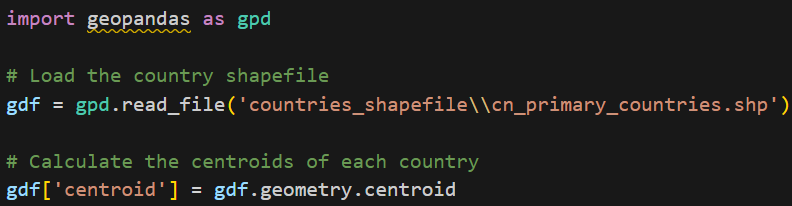 import geopandas as gpd
# Load the country shapefile
gdf = gpd.read_file('countries_shapefile\\cn_primary_countries.shp')
# Calculate the centroids of each country
gdf['centroid'] = gdf.geometry.centroid